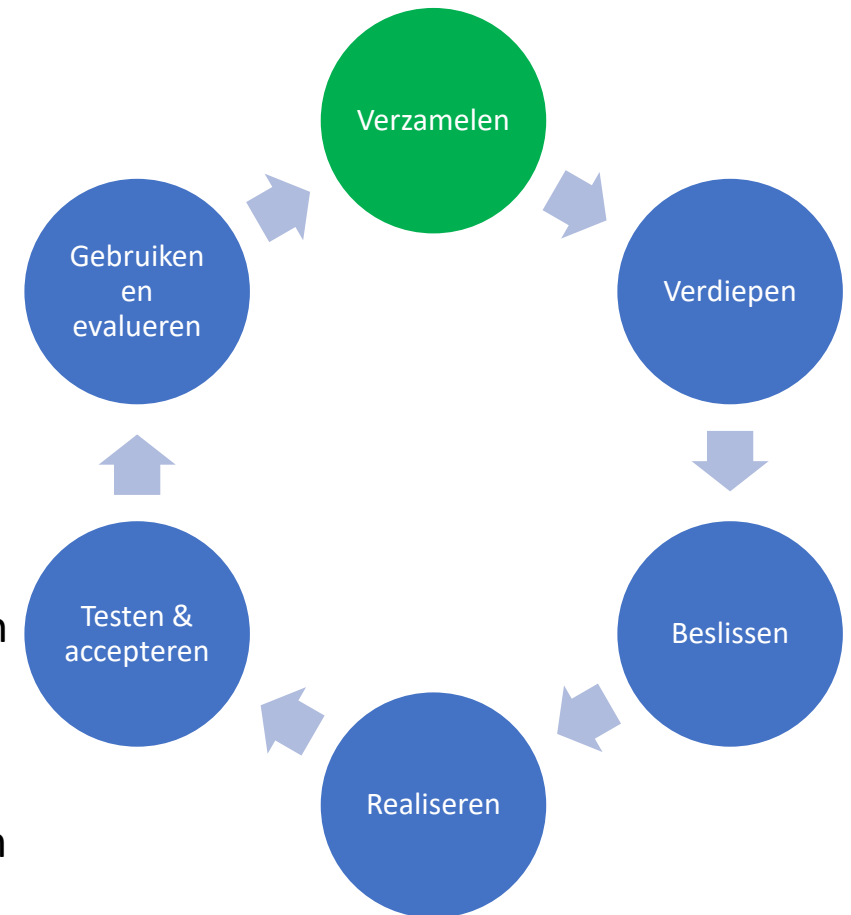 Verzamelen
Verdiepen
Beslissen
Realiseren
Testen &
accepteren
Gebruiken
en
evalueren